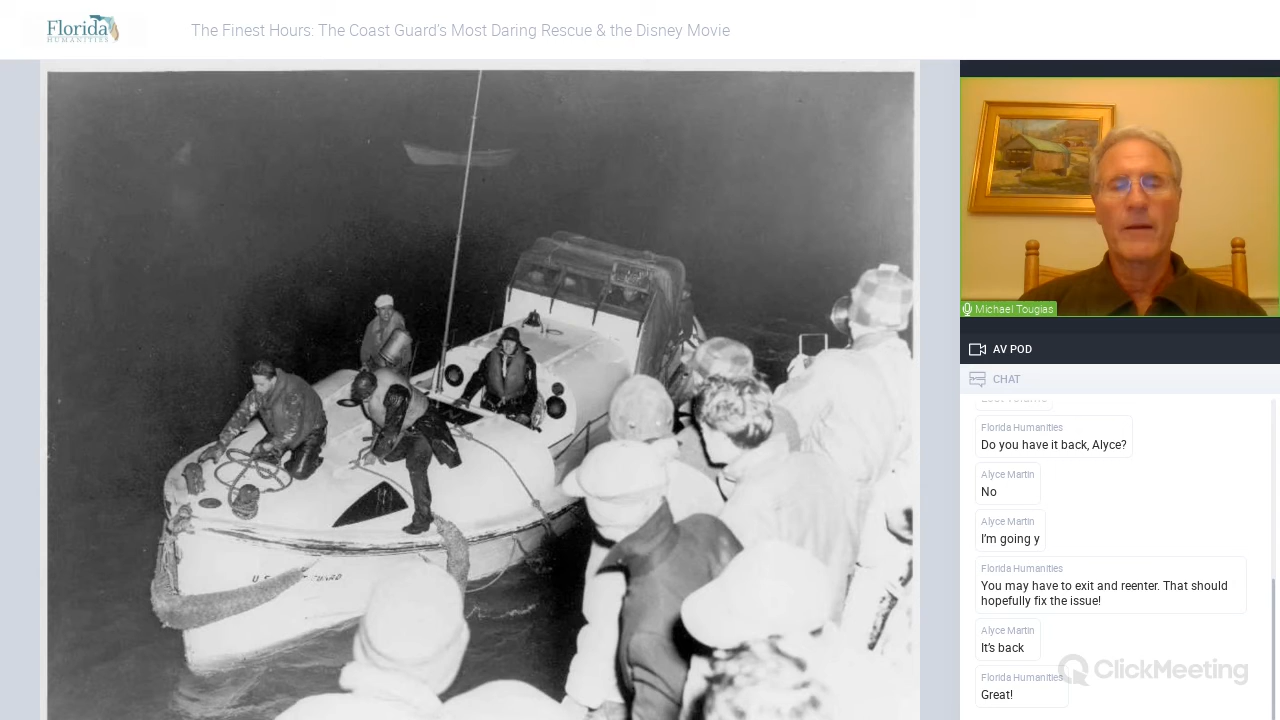 Florida
HUMANITIES
The Finest Hours: The Coast Guard's Most Daring Rescue & the Disney Movie
Michael Tougias
AV POD
CHAT
Florida Humanities
Do you have it back, Alyce?
Alyce Martin
No
Alyce Martin
I'm going y
Florida Humanities
You may have to exit and reenter. That should
hopefully fix the issue!
Alyce Martin
It's back
Florida Humanities
Great!
ClickMeeting